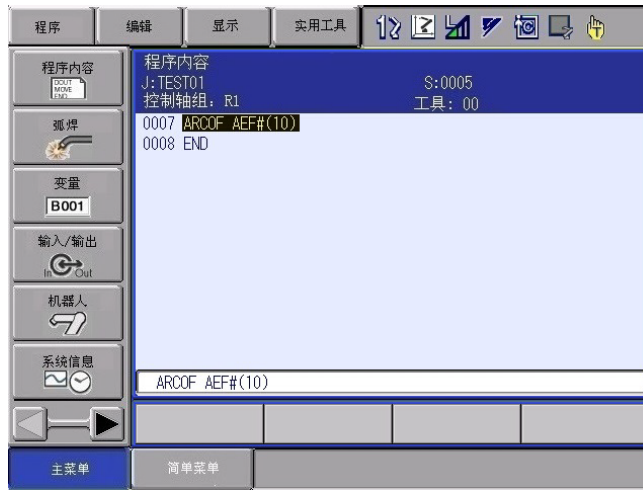 程序 编辑 显示 实用工具
程序内容
DOUT
MOVE
END
弧焊
变量
B001
输入/输出
In Out
机器人
系统信息
程序内容
J:TEST01 S:0005
控制轴组: R1 工具: 00
0007 ARCOF AEF#(10)
0008 END
ARCOF AEF#(10)
主菜单 简单菜单